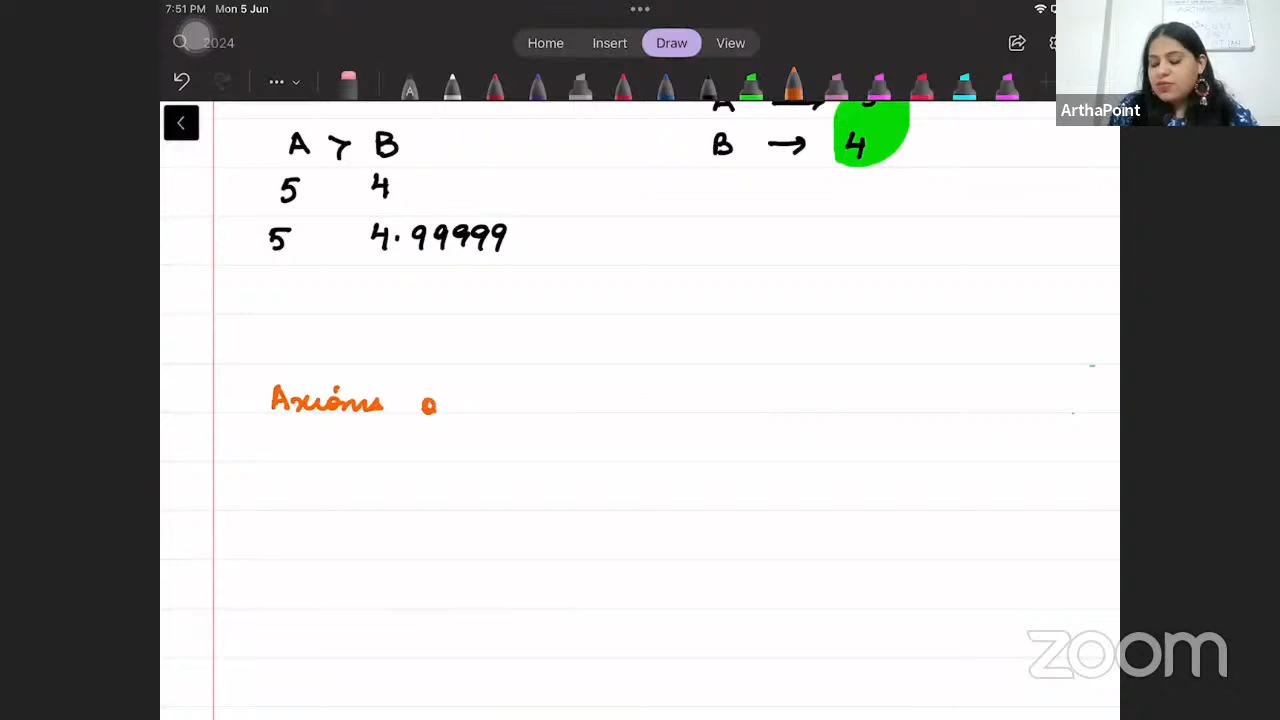 7:51 PM Mon 5 Jun
2024
Home Insert Draw View
ArthaPoint
A
B → 4
A > B
5 4
5 4.99999
Axioms o
zoom